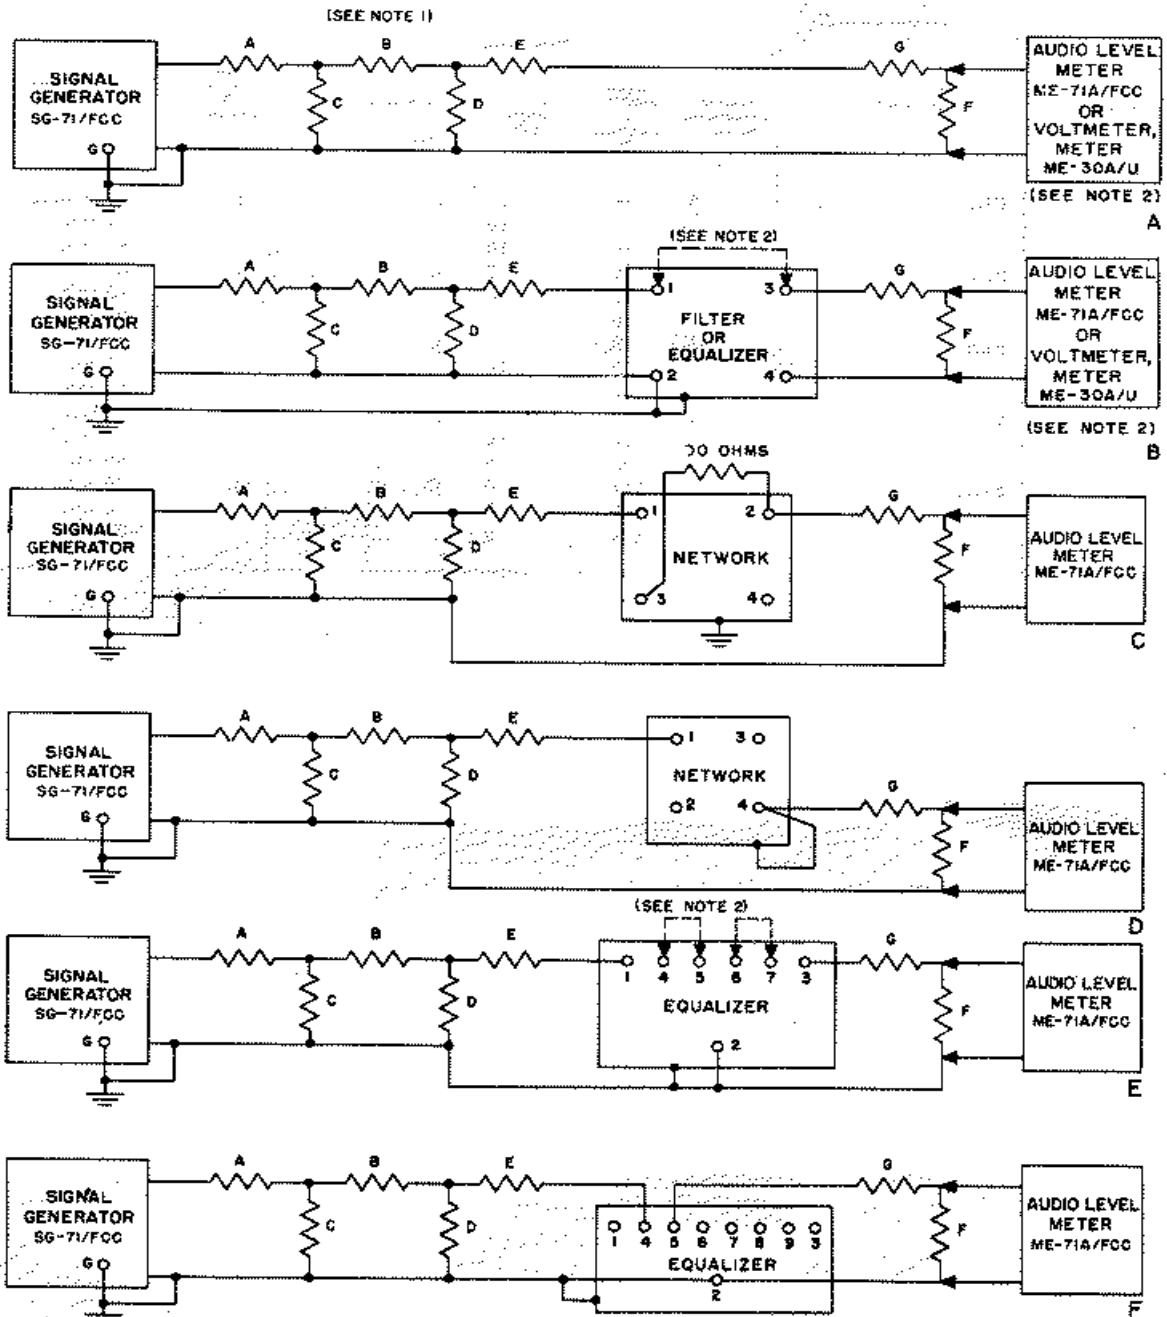 (SEE NOTE 1)
A
B
E
G
SIGNAL
GENERATOR
SG-71/FCC
G
C
D
F
AUDIO LEVEL
METER
ME-71A/FCC
OR
VOLTMETER,
METER
ME-30A/U
(SEE NOTE 2)
A
A
B
E
(SEE NOTE 2)
G
SIGNAL
GENERATOR
SG-71/FCC
G
C
D
1
3
FILTER
OR
EQUALIZER
2
4
F
AUDIO LEVEL
METER
ME-71A/FCC
OR
VOLTMETER,
METER
ME-30A/U
(SEE NOTE 2)
B
A
B
E
OHMS
G
SIGNAL
GENERATOR
SG-71/FCC
G
C
D
1
2
NETWORK
3
4
F
AUDIO LEVEL
METER
ME-71A/FCC
C
A
B
E
SIGNAL
GENERATOR
SG-71/FCC
G
C
D
1
3
NETWORK
2
4
G
F
AUDIO LEVEL
METER
ME-71A/FCC
D
A
B
E
(SEE NOTE 2)
G
SIGNAL
GENERATOR
SG-71/FCC
G
C
D
1 4 5 6 7 3
EQUALIZER
2
F
AUDIO LEVEL
METER
ME-71A/FCC
E
A
B
E
G
SIGNAL
GENERATOR
SG-71/FCC
G
C
D
1 4 5 6 7 8 9 3
EQUALIZER
2
F
AUDIO LEVEL
METER
ME-71A/FCC
F